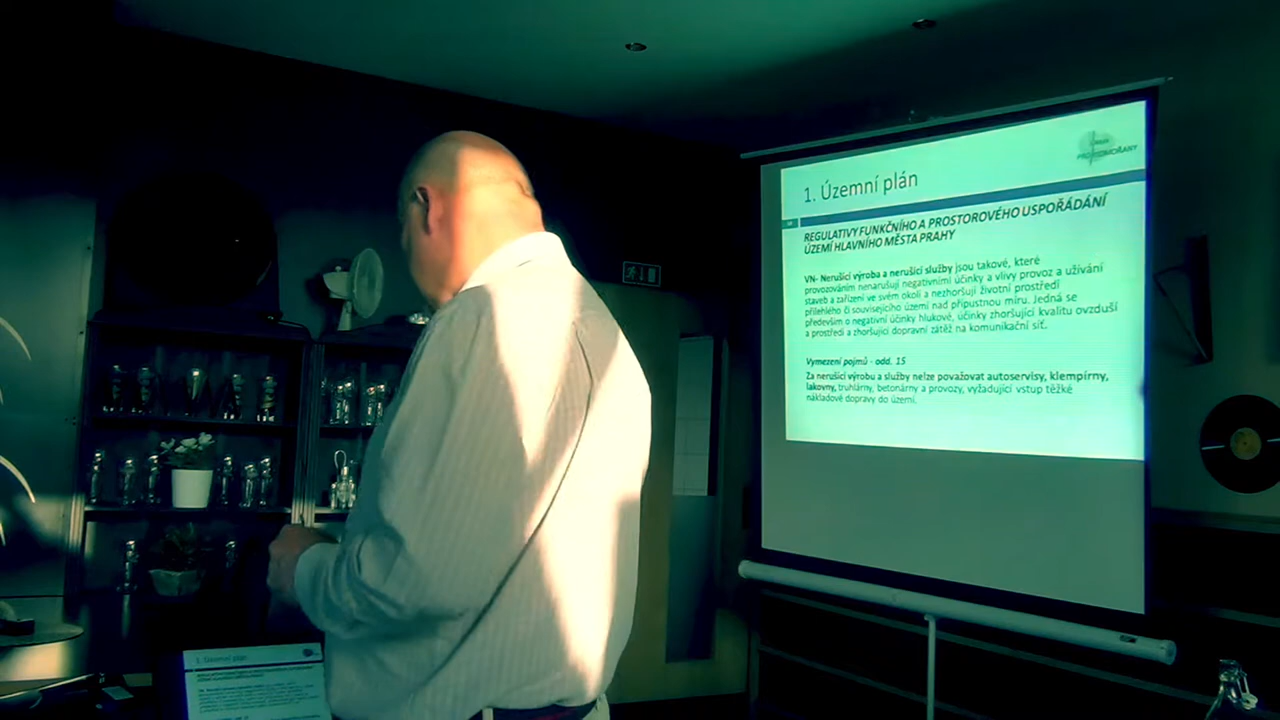 PRO KOMOŘANY
1. Územní plán
REGULATIVY FUNKČNÍHO A PROSTOROVÉHO USPOŘÁDÁNÍ
ÚZEMÍ HLAVNÍHO MĚSTA PRAHY
VN- Nerušící výroba a nerušící služby jsou takové, které
provozováním nenarušují negativními účinky a vlivy provoz a užívání
staveb a zařízení ve svém okolí a nezhoršují životní prostředí
přilehlého či souvisejícího území nad přípustnou míru. Jedná se
především o negativní účinky hlukové, účinky zhoršující kvalitu ovzduší
a prostředí a zhoršující dopravní zátěž na komunikační síť.
Vymezení pojmů - odd. 15
Za nerušící výrobu a služby nelze považovat autoservisy, klempírny,
lakovny, truhlárny, betonárny a provozy, vyžadující vstup těžké
nákladové dopravy do území.
1. Územní plán